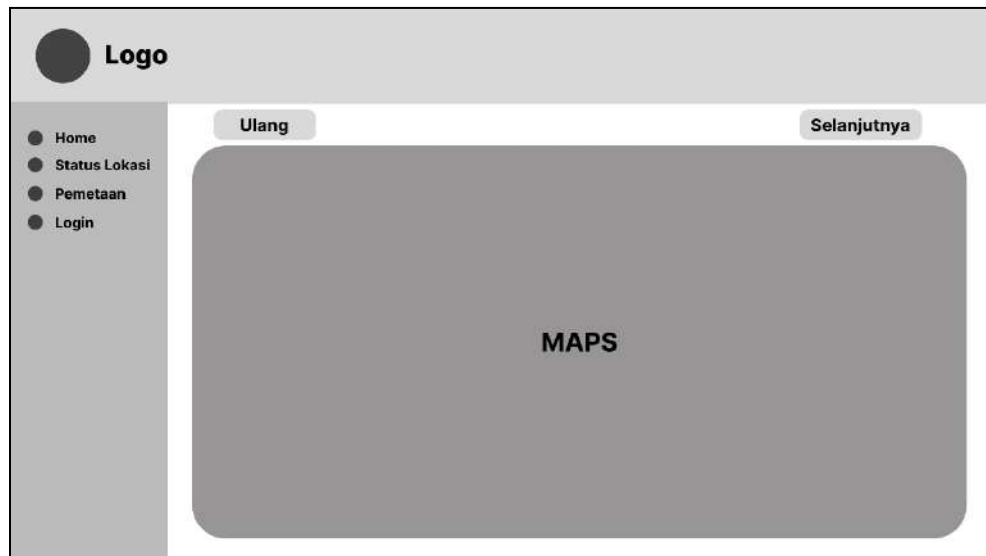 Logo
Home
Status Lokasi
Pemetaan
Login
Ulang
Selanjutnya
MAPS